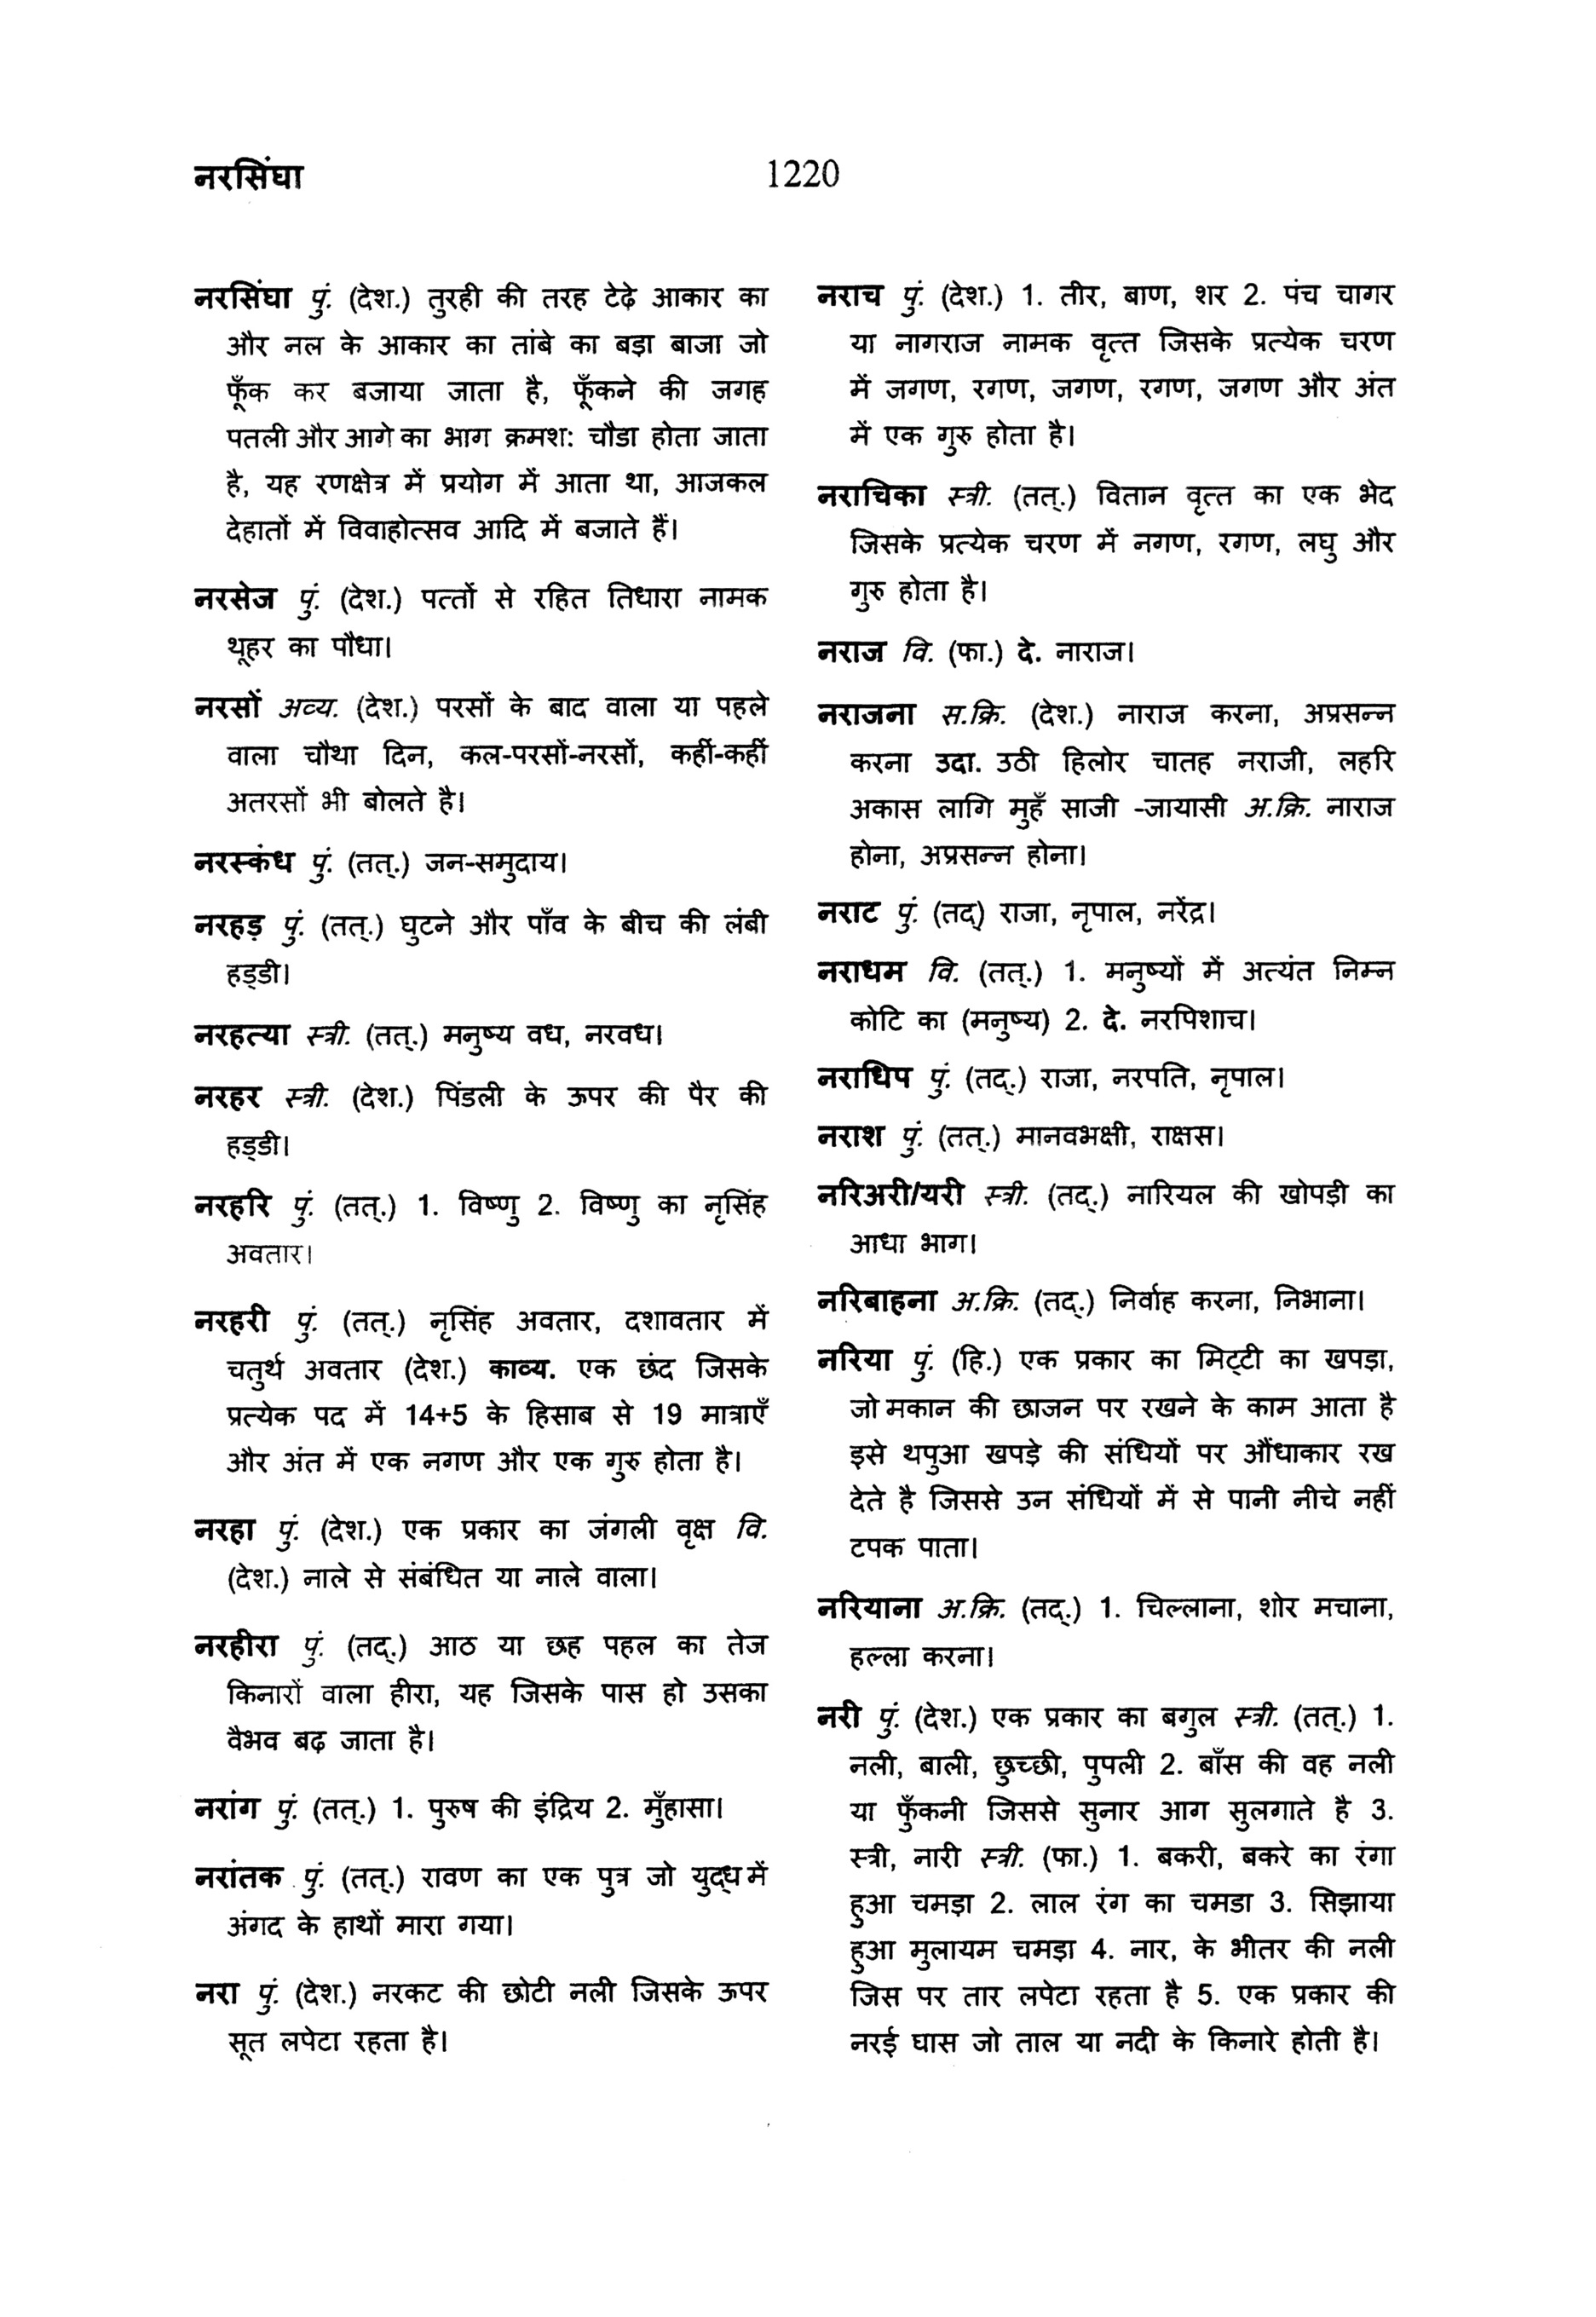 नरसिंघा
1220
नरसिंघा पुं. (देश.) तुरही की तरह टेढ़े आकार का
और नल के आकार का तांबे का बड़ा बाजा जो
फूँक कर बजाया जाता है, फूँकने की जगह
पतली और आगे का भाग क्रमश: चौडा होता जाता
है, यह रणक्षेत्र में प्रयोग में आता था, आजकल
देहातों में विवाहोत्सव आदि में बजाते हैं।
नरसेज पुं. (देश.) पत्तों से रहित तिधारा नामक
थूहर का पौधा।
नरसों अव्य. (देश.) परसों के बाद वाला या पहले
वाला चौथा दिन, कल-परसों-नरसों, कहीं-कहीं
अतरसों भी बोलते है।
नरस्कंध पुं. (तत्.) जन-समुदाय।
नरहड़ पुं. (तत्.) घुटने और पाँव के बीच की लंबी
हड्डी।
नरहत्या स्त्री. (तत्.) मनुष्य वध, नरवध।
नरहर स्त्री. (देश.) पिंडली के ऊपर की पैर की
हड्डी।
नरहरि पुं. (तत्.) 1. विष्णु 2. विष्णु का नृसिंह
अवतार।
नरहरी पुं. (तत्.) नृसिंह अवतार, दशावतार में
चतुर्थ अवतार (देश.) काव्य. एक छंद जिसके
प्रत्येक पद में 14+5 के हिसाब से 19 मात्राएँ
और अंत में एक नगण और एक गुरु होता है।
नरहा पुं. (देश.) एक प्रकार का जंगली वृक्ष वि.
(देश.) नाले से संबंधित या नाले वाला।
नरहीरा पुं. (तद्.) आठ या छह पहल का तेज
किनारों वाला हीरा, यह जिसके पास हो उसका
वैभव बढ़ जाता है।
नरांग पुं. (तत्.) 1. पुरुष की इंद्रिय 2. मुँहासा।
नरांतक पुं. (तत्.) रावण का एक पुत्र जो युद्ध में
अंगद के हाथों मारा गया।
नरा पुं. (देश.) नरकट की छोटी नली जिसके ऊपर
सूत लपेटा रहता है।
नराच पुं. (देश.) 1. तीर, बाण, शर 2. पंच चागर
या नागराज नामक वृत्त जिसके प्रत्येक चरण
में जगण, रगण, जगण, रगण, जगण और अंत
में एक गुरु होता है।
नराचिका स्त्री. (तत्.) वितान वृत्त का एक भेद
जिसके प्रत्येक चरण में नगण, रगण, लघु और
गुरु होता है।
नराज वि. (फा.) दे. नाराज।
नराजना स.क्रि. (देश.) नाराज करना, अप्रसन्न
करना उदा. उठी हिलोर चातह नराजी, लहरि
अकास लागि मुहँ साजी -जायासी अ.क्रि. नाराज
होना, अप्रसन्न होना।
नराट पुं. (तद्) राजा, नृपाल, नरेंद्र।
नराधम वि. (तत्.) 1. मनुष्यों में अत्यंत निम्न
कोटि का (मनुष्य) 2. दे. नरपिशाच।
नराधिप पुं. (तद्.) राजा, नरपति, नृपाल।
नराश पुं. (तत्.) मानवभक्षी, राक्षस।
नरिअरी/यरी स्त्री. (तद्.) नारियल की खोपड़ी का
आधा भाग।
नरिबाहना अ.क्रि. (तद्.) निर्वाह करना, निभाना।
नरिया पुं. (हि.) एक प्रकार का मिट्टी का खपड़ा,
जो मकान की छाजन पर रखने के काम आता है
इसे थपुआ खपड़े की संधियों पर औंधाकार रख
देते है जिससे उन संधियों में से पानी नीचे नहीं
टपक पाता।
नरियाना अ.क्रि. (तद्.) 1. चिल्लाना, शोर मचाना,
हल्ला करना।
नरी पुं. (देश.) एक प्रकार का बगुल स्त्री. (तत्.) 1.
नली, बाली, छुच्छी, पुपली 2. बाँस की वह नली
या फुँकनी जिससे सुनार आग सुलगाते है 3.
स्त्री, नारी स्त्री. (फा.) 1. बकरी, बकरे का रंगा
हुआ चमड़ा 2. लाल रंग का चमडा 3. सिझाया
हुआ मुलायम चमड़ा 4. नार, के भीतर की नली
जिस पर तार लपेटा रहता है 5. एक प्रकार की
नरई घास जो ताल या नदी के किनारे होती है।